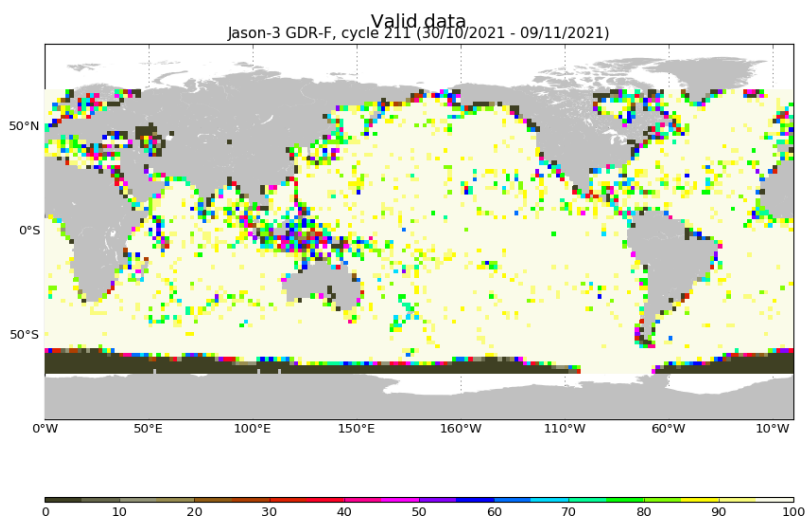 Valid data
Jason-3 GDR-F, cycle 211 (30/10/2021 - 09/11/2021)
50°N
0°S
50°S
0°W 50°E 100°E 150°E 160°W 110°W 60°W 10°W
0 10 20 30 40 50 60 70 80 90 100